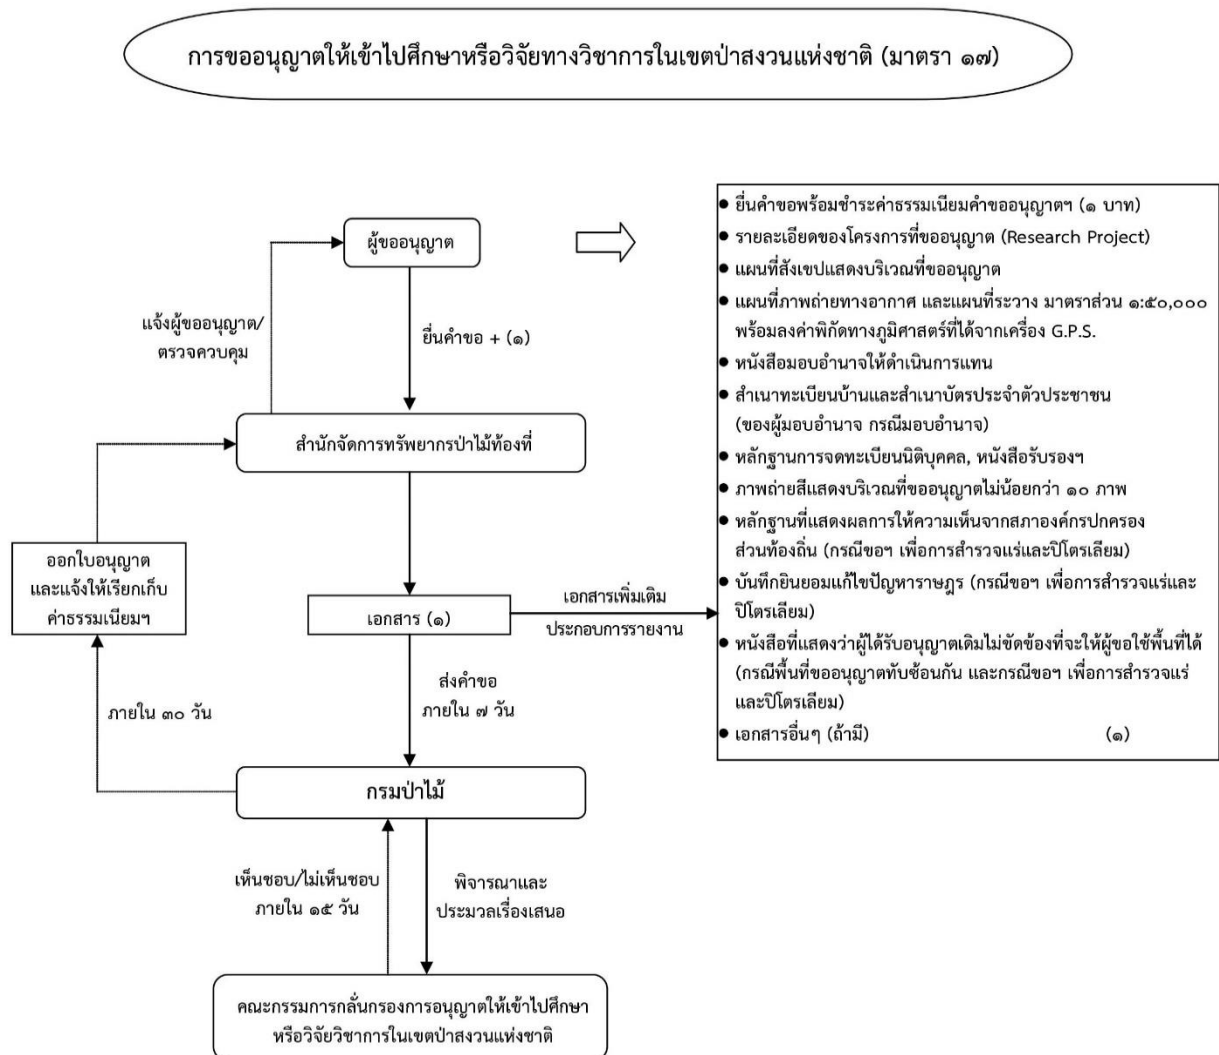 การขออนุญาตให้เข้าไปศึกษาหรือวิจัยทางวิชาการในเขตป่าสงวนแห่งชาติ (มาตรา ๑๗)
ผู้ขออนุญาต
แจ้งผู้ขออนุญาต/
ตรวจควบคุม
ยื่นคำขอ + (๑)
สำนักจัดการทรัพยากรป่าไม้ท้องที่
ออกใบอนุญาต
และแจ้งให้เรียกเก็บ
ค่าธรรมเนียมฯ
เอกสาร (๑)
เอกสารเพิ่มเติม
ประกอบการรายงาน
ส่งคำขอ
ภายใน ๗ วัน
ภายใน ๓๐ วัน
กรมป่าไม้
เห็นชอบ/ไม่เห็นชอบ
ภายใน ๑๕ วัน
พิจารณาและ
ประมวลเรื่องเสนอ
คณะกรรมการกลั่นกรองการอนุญาตให้เข้าไปศึกษา
หรือวิจัยวิชาการในเขตป่าสงวนแห่งชาติ
● ยื่นคำขอพร้อมชำระค่าธรรมเนียมคำขออนุญาตฯ (๑ บาท)
● รายละเอียดของโครงการที่ขออนุญาต (Research Project)
● แผนที่สังเขปแสดงบริเวณที่ขออนุญาต
● แผนที่ภาพถ่ายทางอากาศ และแผนที่ระวาง มาตราส่วน ๑:๕๐,๐๐๐
พร้อมลงค่าพิกัดทางภูมิศาสตร์ที่ได้จากเครื่อง G.P.S.
● หนังสือมอบอำนาจให้ดำเนินการแทน
● สำเนาทะเบียนบ้านและสำเนาบัตรประจำตัวประชาชน
(ของผู้มอบอำนาจ กรณีมอบอำนาจ)
● หลักฐานการจดทะเบียนนิติบุคคล, หนังสือรับรองฯ
● ภาพถ่ายสีแสดงบริเวณที่ขออนุญาตไม่น้อยกว่า ๑๐ ภาพ
● หลักฐานที่แสดงผลการให้ความเห็นจากสภาองค์กรปกครอง
ส่วนท้องถิ่น (กรณีขอฯ เพื่อการสำรวจแร่และปิโตรเลียม)
● บันทึกยินยอมแก้ไขปัญหาราษฎร (กรณีขอฯ เพื่อการสำรวจแร่และ
ปิโตรเลียม)
● หนังสือที่แสดงว่าผู้ได้รับอนุญาตเดิมไม่ขัดข้องที่จะให้ผู้ขอใช้พื้นที่ได้
(กรณีพื้นที่ขออนุญาตทับซ้อนกัน และกรณีขอฯ เพื่อการสำรวจแร่
และปิโตรเลียม)
● เอกสารอื่นๆ (ถ้ามี) (๑)